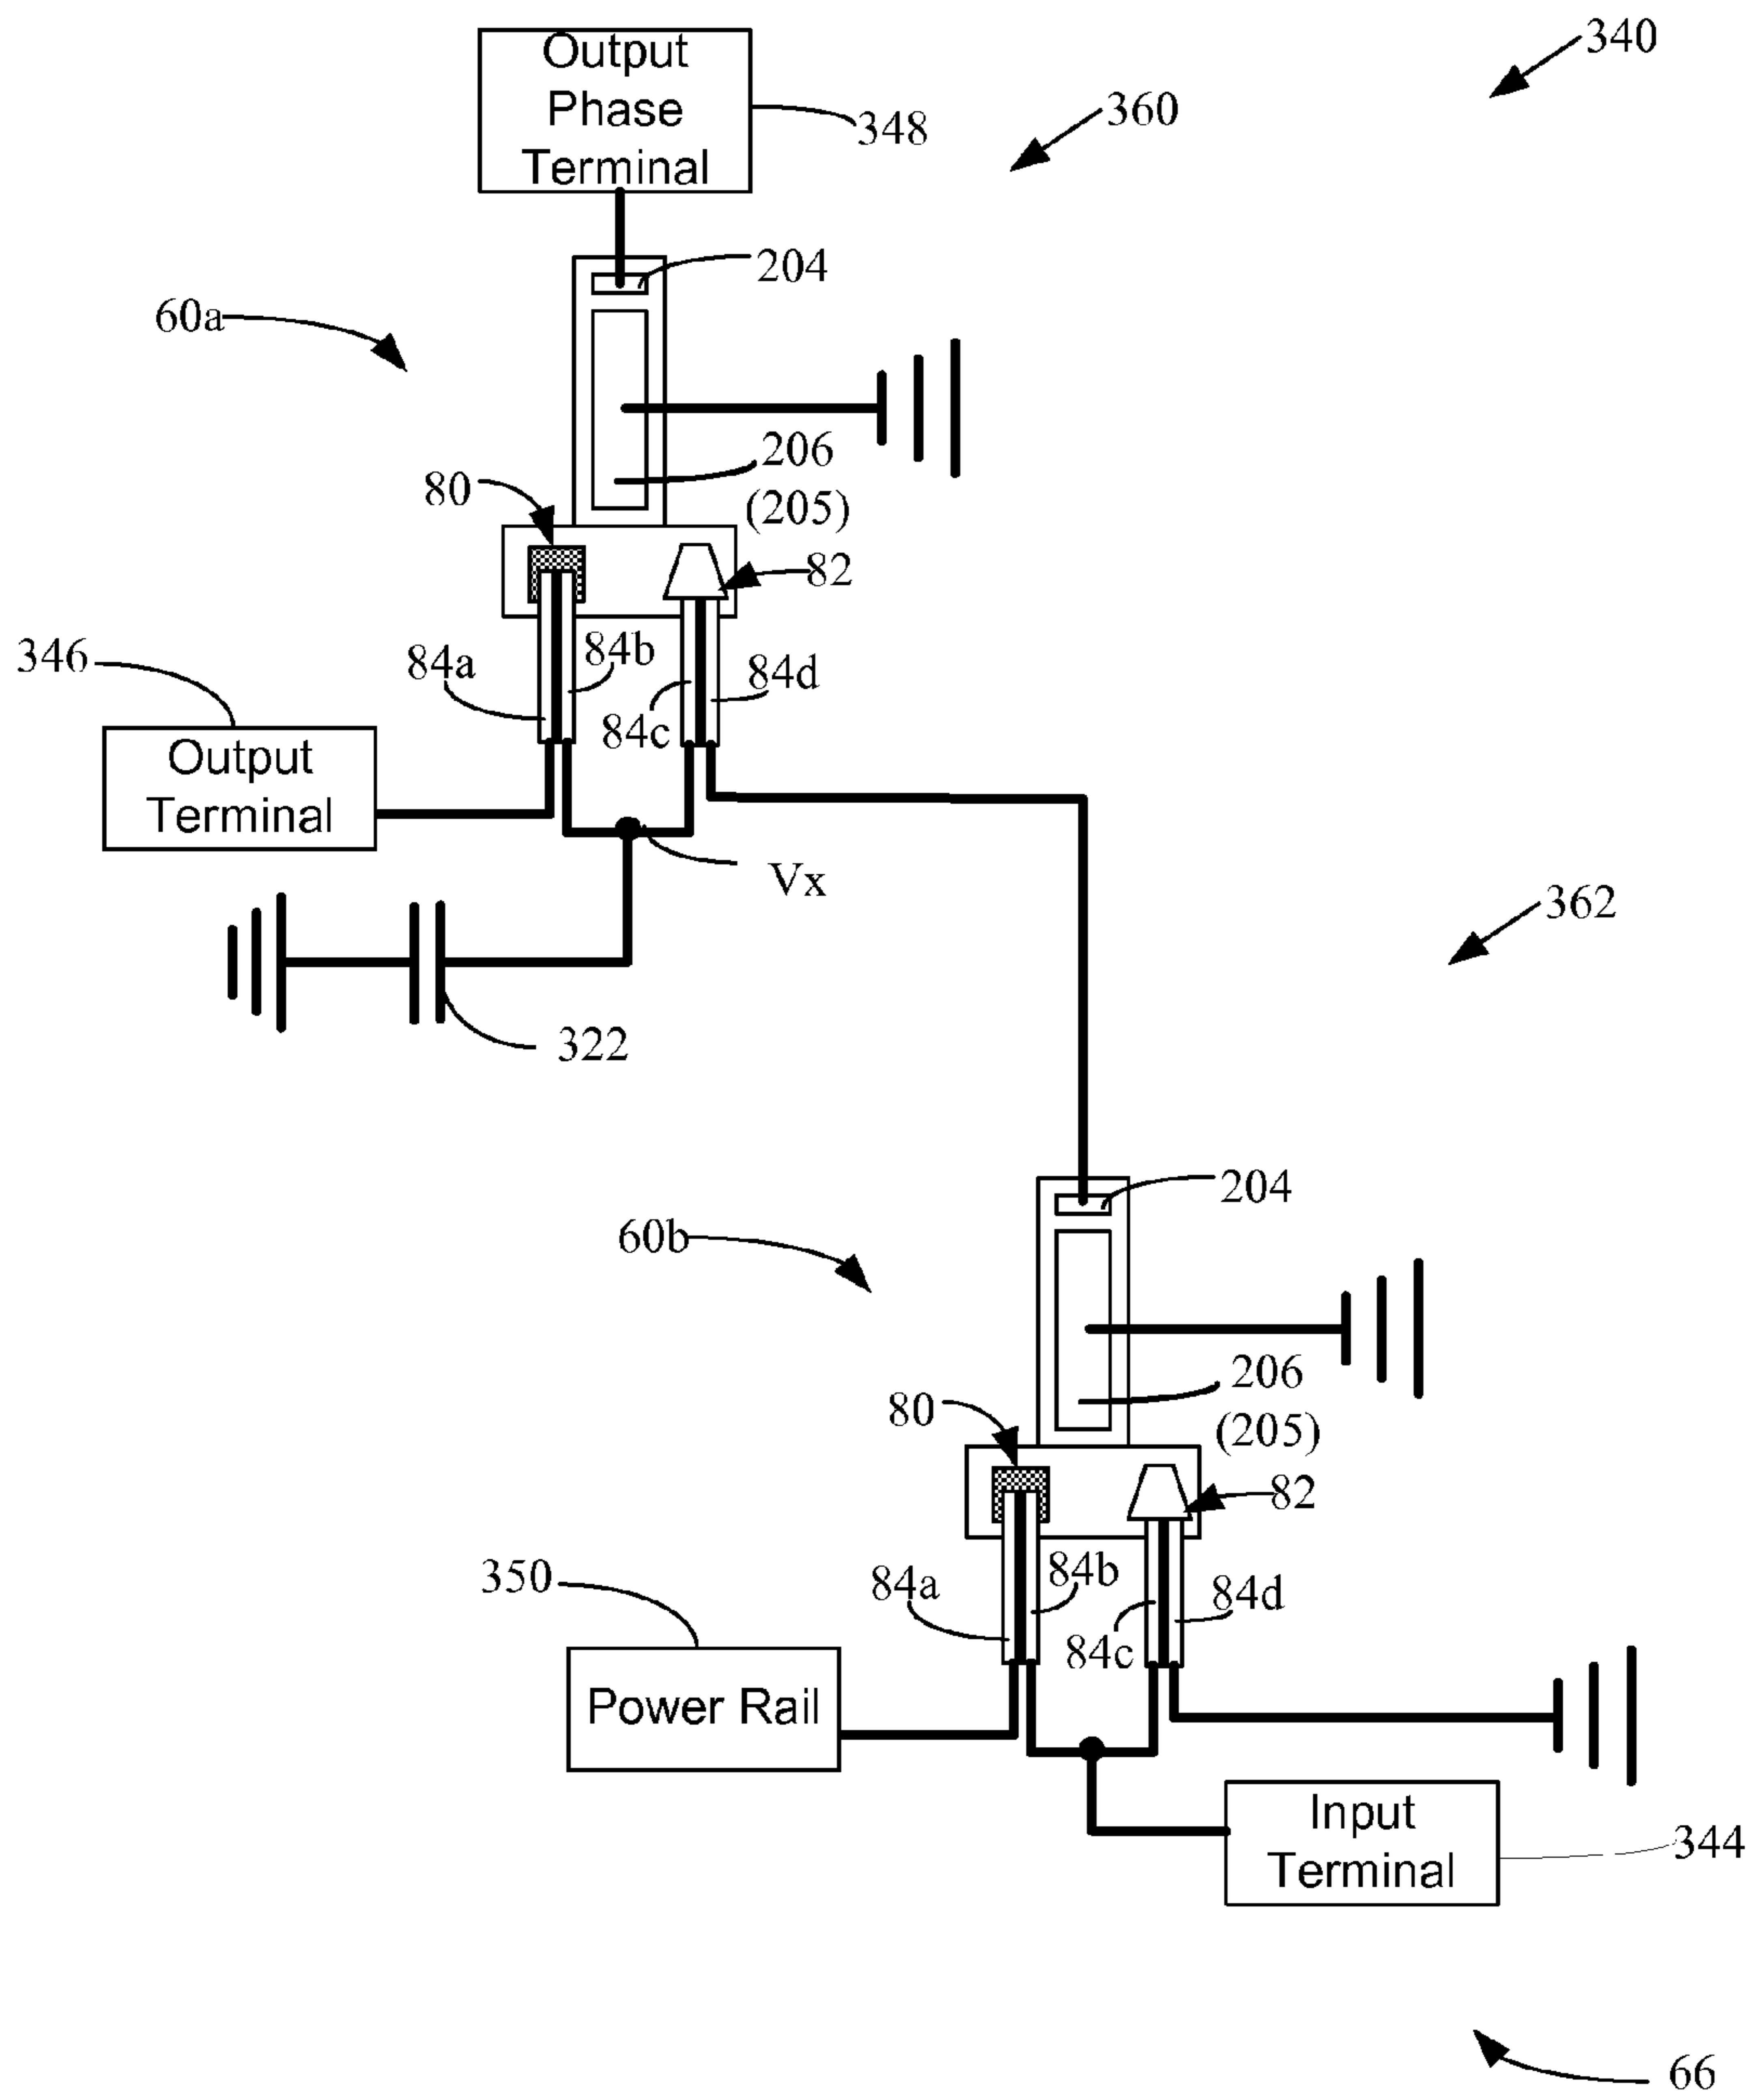 340
Output
Phase
Terminal
348
360
204
60a
206
(205)
80
82
346
84a
84b
84c
84d
Output
Terminal
Vx
362
322
204
60b
206
(205)
80
82
350
84a
84b
84c
84d
Power Rail
Input
Terminal
344
66